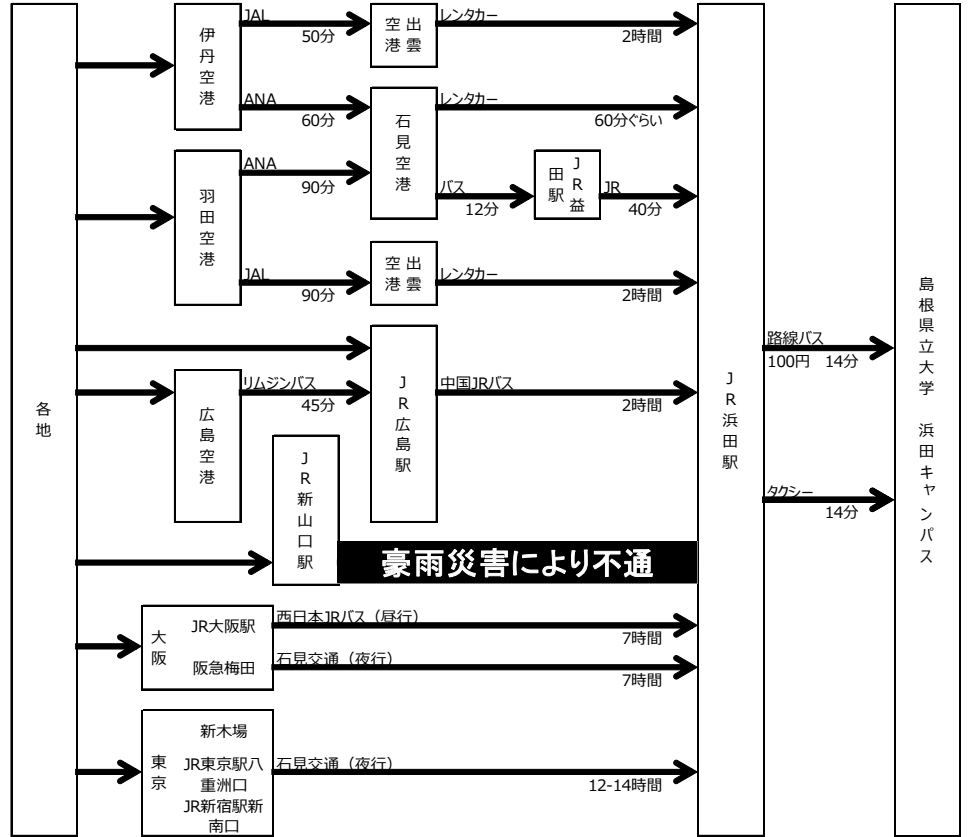 各地
伊丹空港
JAL
50分
出雲空港
レンタカー
2時間
ANA
60分
石見空港
レンタカー
60分ぐらい
羽田空港
ANA
90分
バス
12分
JR益田駅
JR
40分
JAL
90分
出雲空港
レンタカー
2時間
広島空港
リムジンバス
45分
JR広島駅
中国JRバス
2時間
JR新山口駅
豪雨災害により不通
大阪
JR大阪駅
西日本JRバス（昼行）
7時間
阪急梅田
石見交通（夜行）
7時間
東京
新木場
JR東京駅八
重洲口
JR新宿駅新
南口
石見交通（夜行）
12-14時間
JR浜田駅
路線バス
100円　14分
タクシー
14分
島根県立大学　浜田キャンパス